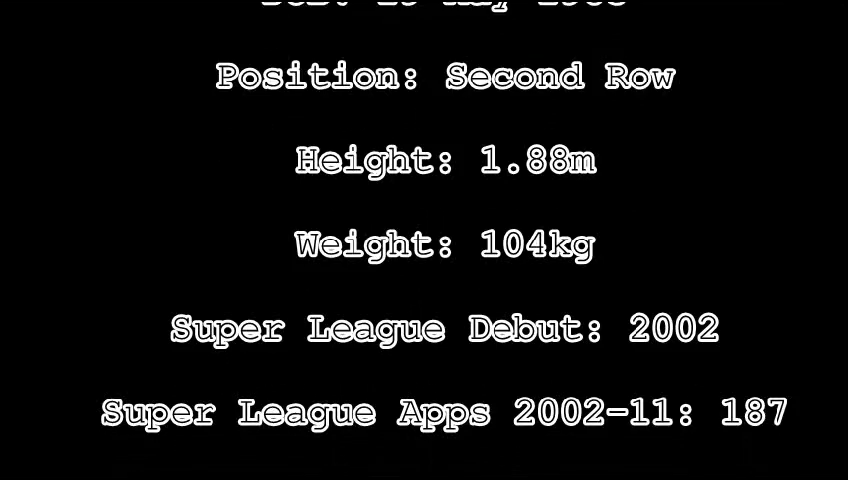 Position: Second Row
Height: 1.88m
Weight: 104kg
Super League Debut: 2002
Super League Apps 2002-11: 187